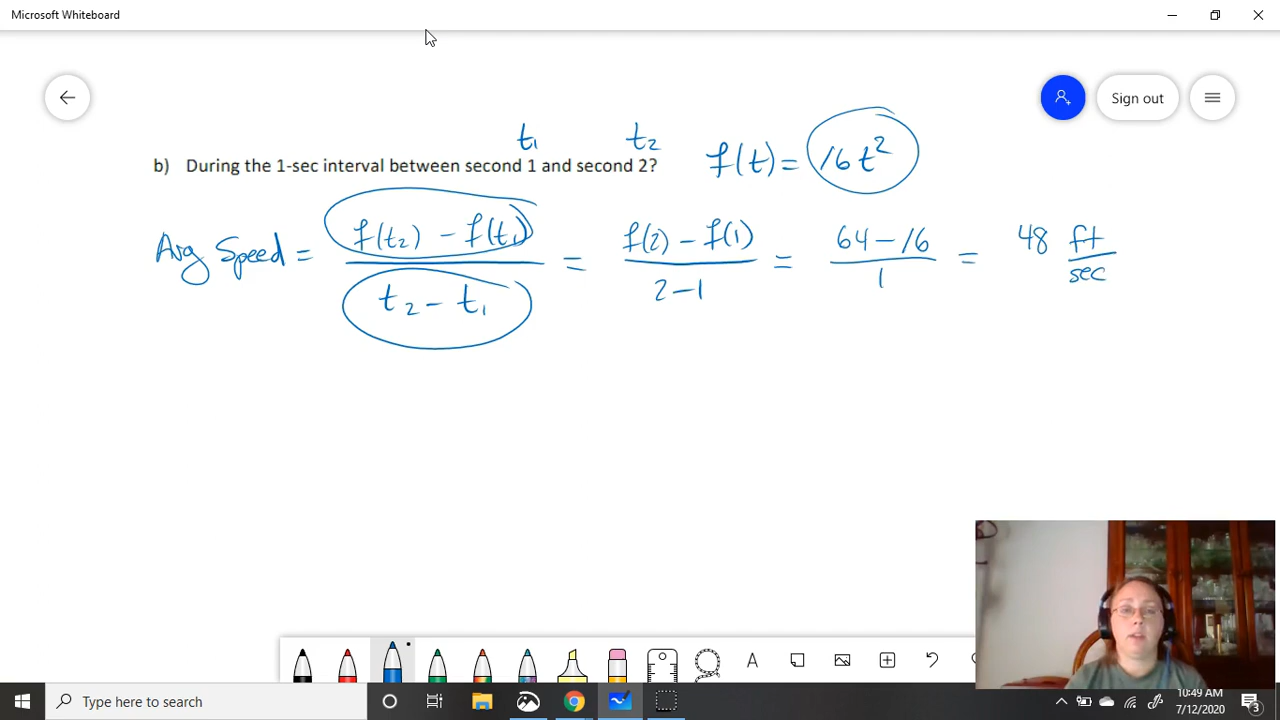 Microsoft Whiteboard
Sign out
t₁ t₂
b) During the 1-sec interval between second 1 and second 2? f(t) = 16t²
Avg Speed = f(t₂) - f(t₁) / t₂ - t₁ = f(2) - f(1) / 2 - 1 = 64 - 16 / 1 = 48 ft / sec
A
Type here to search
10:49 AM
7/12/2020
3